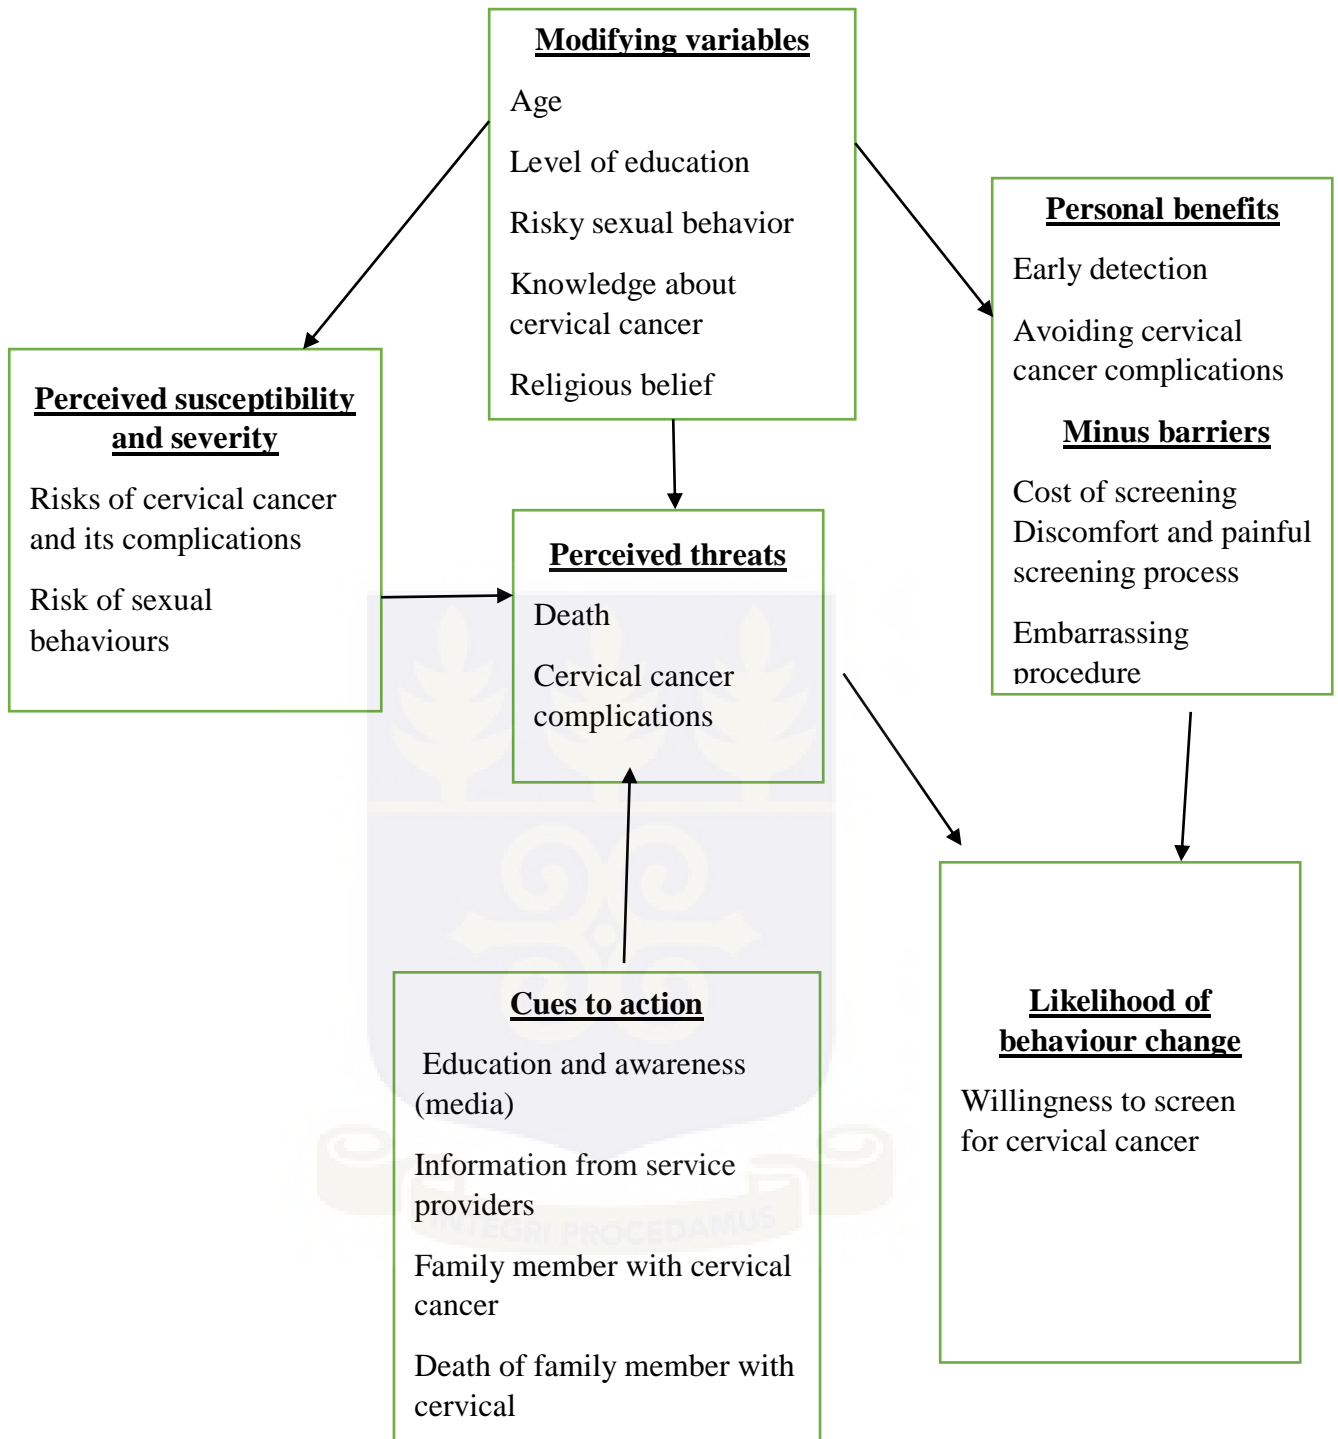 Modifying variables
Age
Level of education
Risky sexual behavior
Knowledge about
cervical cancer
Religious belief
Personal benefits
Early detection
Avoiding cervical
cancer complications
Minus barriers
Cost of screening
Discomfort and painful
screening process
Embarrassing
procedure
Perceived susceptibility
and severity
Risks of cervical cancer
and its complications
Risk of sexual
behaviours
Perceived threats
Death
Cervical cancer
complications
Cues to action
Education and awareness
(media)
Information from service
providers
Family member with cervical
cancer
Death of family member with
cervical
Likelihood of
behaviour change
Willingness to screen
for cervical cancer
INTEGRI PROCEDAMUS